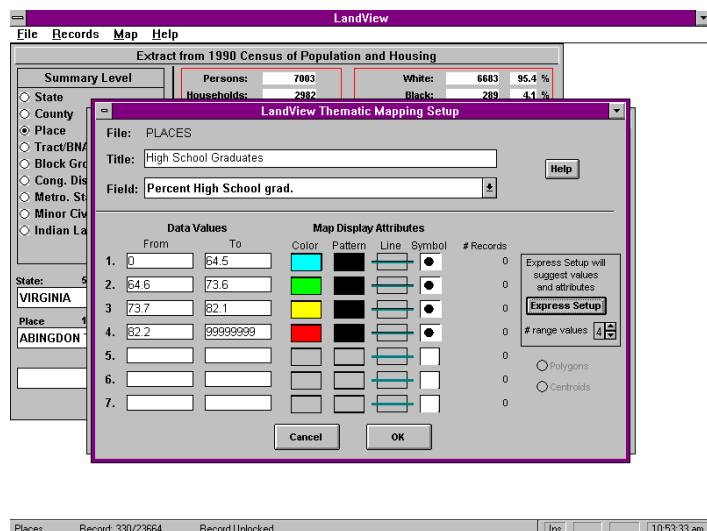 LandView
File Records Map Help
Extract from 1990 Census of Population and Housing
Summary Level
Persons: 7003 White: 6683 95.4 %
Households: 2982 Black: 289 4.1 %
State
County
Place
Tract/BNA
Block Gro
Cong. Dis
Metro. St
Minor Civ
Indian La
State: 5
VIRGINIA
Place 1
ABINGDON T
LandView Thematic Mapping Setup
File: PLACES
Title: High School Graduates
Help
Field: Percent High School grad.
Data Values Map Display Attributes
From To Color Pattern Line Symbol # Records
1. 0 64.5 0
2. 64.6 73.6 0
3 73.7 82.1 0
4. 82.2 99999999 0
5. 0
6. 0
7. 0
Express Setup will
suggest values
and attributes
Express Setup
# range values 4
Polygons
Centroids
Cancel OK
Places Record: 330/23664 Record Unlocked Ins 10:53:33 am